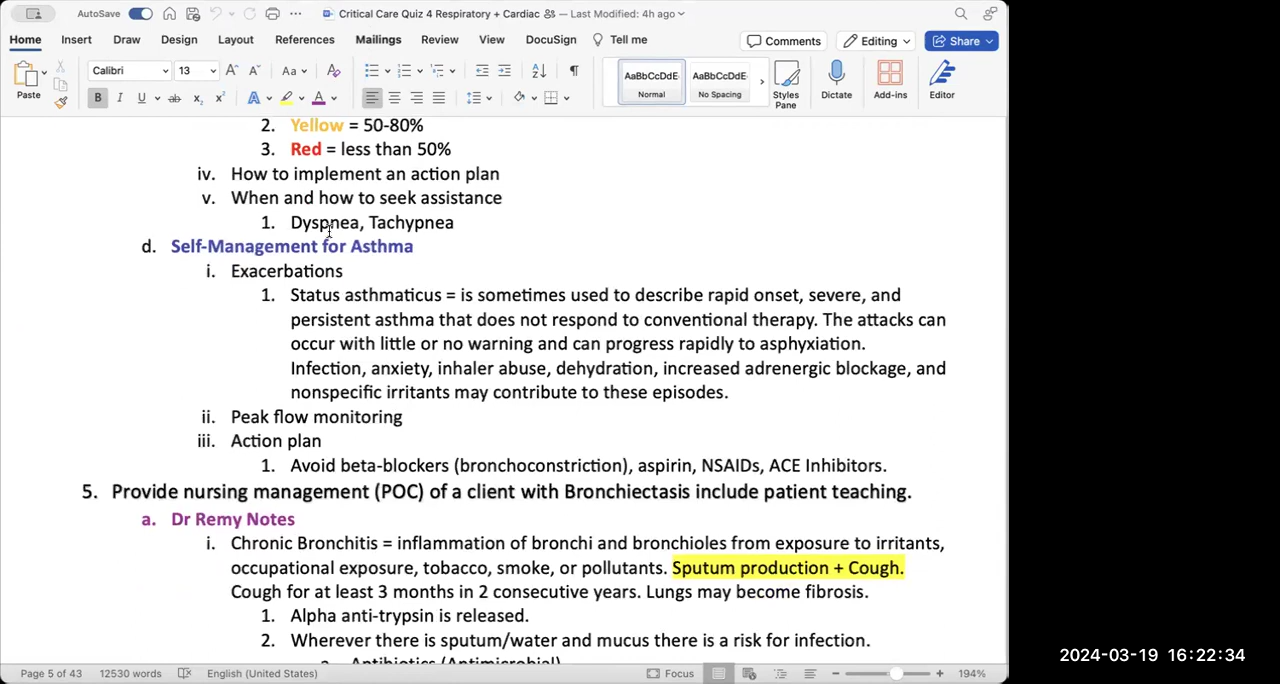 AutoSave
Critical Care Quiz 4 Respiratory + Cardiac — Last Modified: 4h ago
Home Insert Draw Design Layout References Mailings Review View DocuSign Tell me
Comments Editing Share
Paste
Calibri 13
AaBbCcDdE AaBbCcDdE
Normal No Spacing
Styles Pane
Dictate
Add-ins
Editor
2. Yellow = 50-80%
3. Red = less than 50%
iv. How to implement an action plan
v. When and how to seek assistance
1. Dyspnea, Tachypnea
d. Self-Management for Asthma
i. Exacerbations
1. Status asthmaticus = is sometimes used to describe rapid onset, severe, and
persistent asthma that does not respond to conventional therapy. The attacks can
occur with little or no warning and can progress rapidly to asphyxiation.
Infection, anxiety, inhaler abuse, dehydration, increased adrenergic blockage, and
nonspecific irritants may contribute to these episodes.
ii. Peak flow monitoring
iii. Action plan
1. Avoid beta-blockers (bronchoconstriction), aspirin, NSAIDs, ACE Inhibitors.
5. Provide nursing management (POC) of a client with Bronchiectasis include patient teaching.
a. Dr Remy Notes
i. Chronic Bronchitis = inflammation of bronchi and bronchioles from exposure to irritants,
occupational exposure, tobacco, smoke, or pollutants. Sputum production + Cough.
Cough for at least 3 months in 2 consecutive years. Lungs may become fibrosis.
1. Alpha anti-trypsin is released.
2. Wherever there is sputum/water and mucus there is a risk for infection.
a. Antibiotics (Antimicrobial)
Page 5 of 43 12530 words English (United States) Focus 194%
2024-03-19 16:22:34